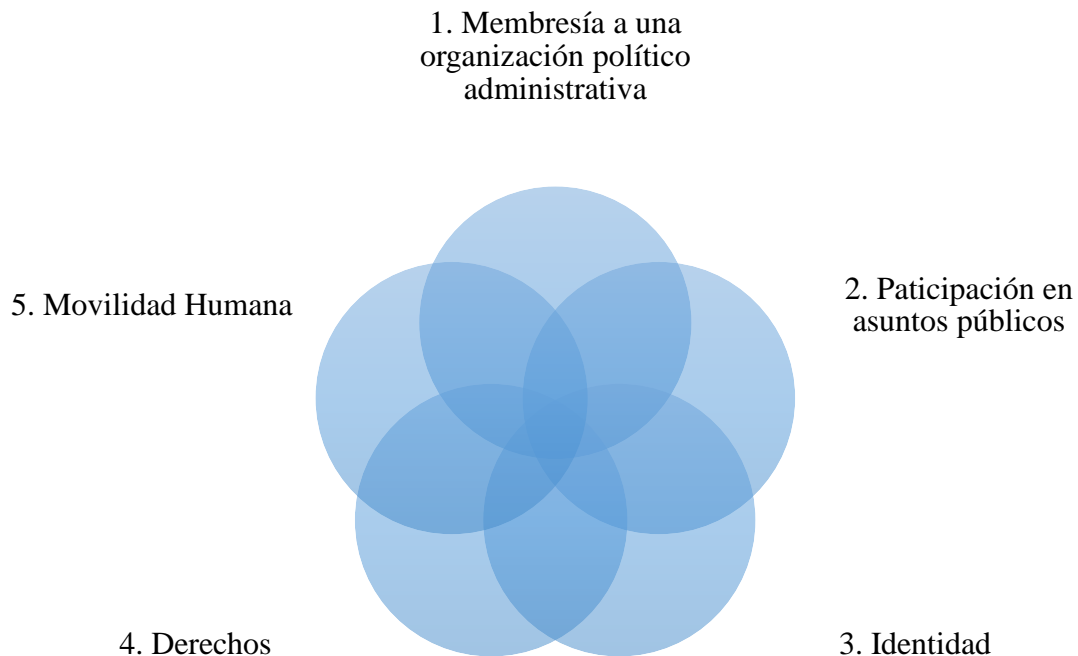 1. Membresía a una
organización político
administrativa
5. Movilidad Humana
2. Paticipación en
asuntos públicos
4. Derechos
3. Identidad